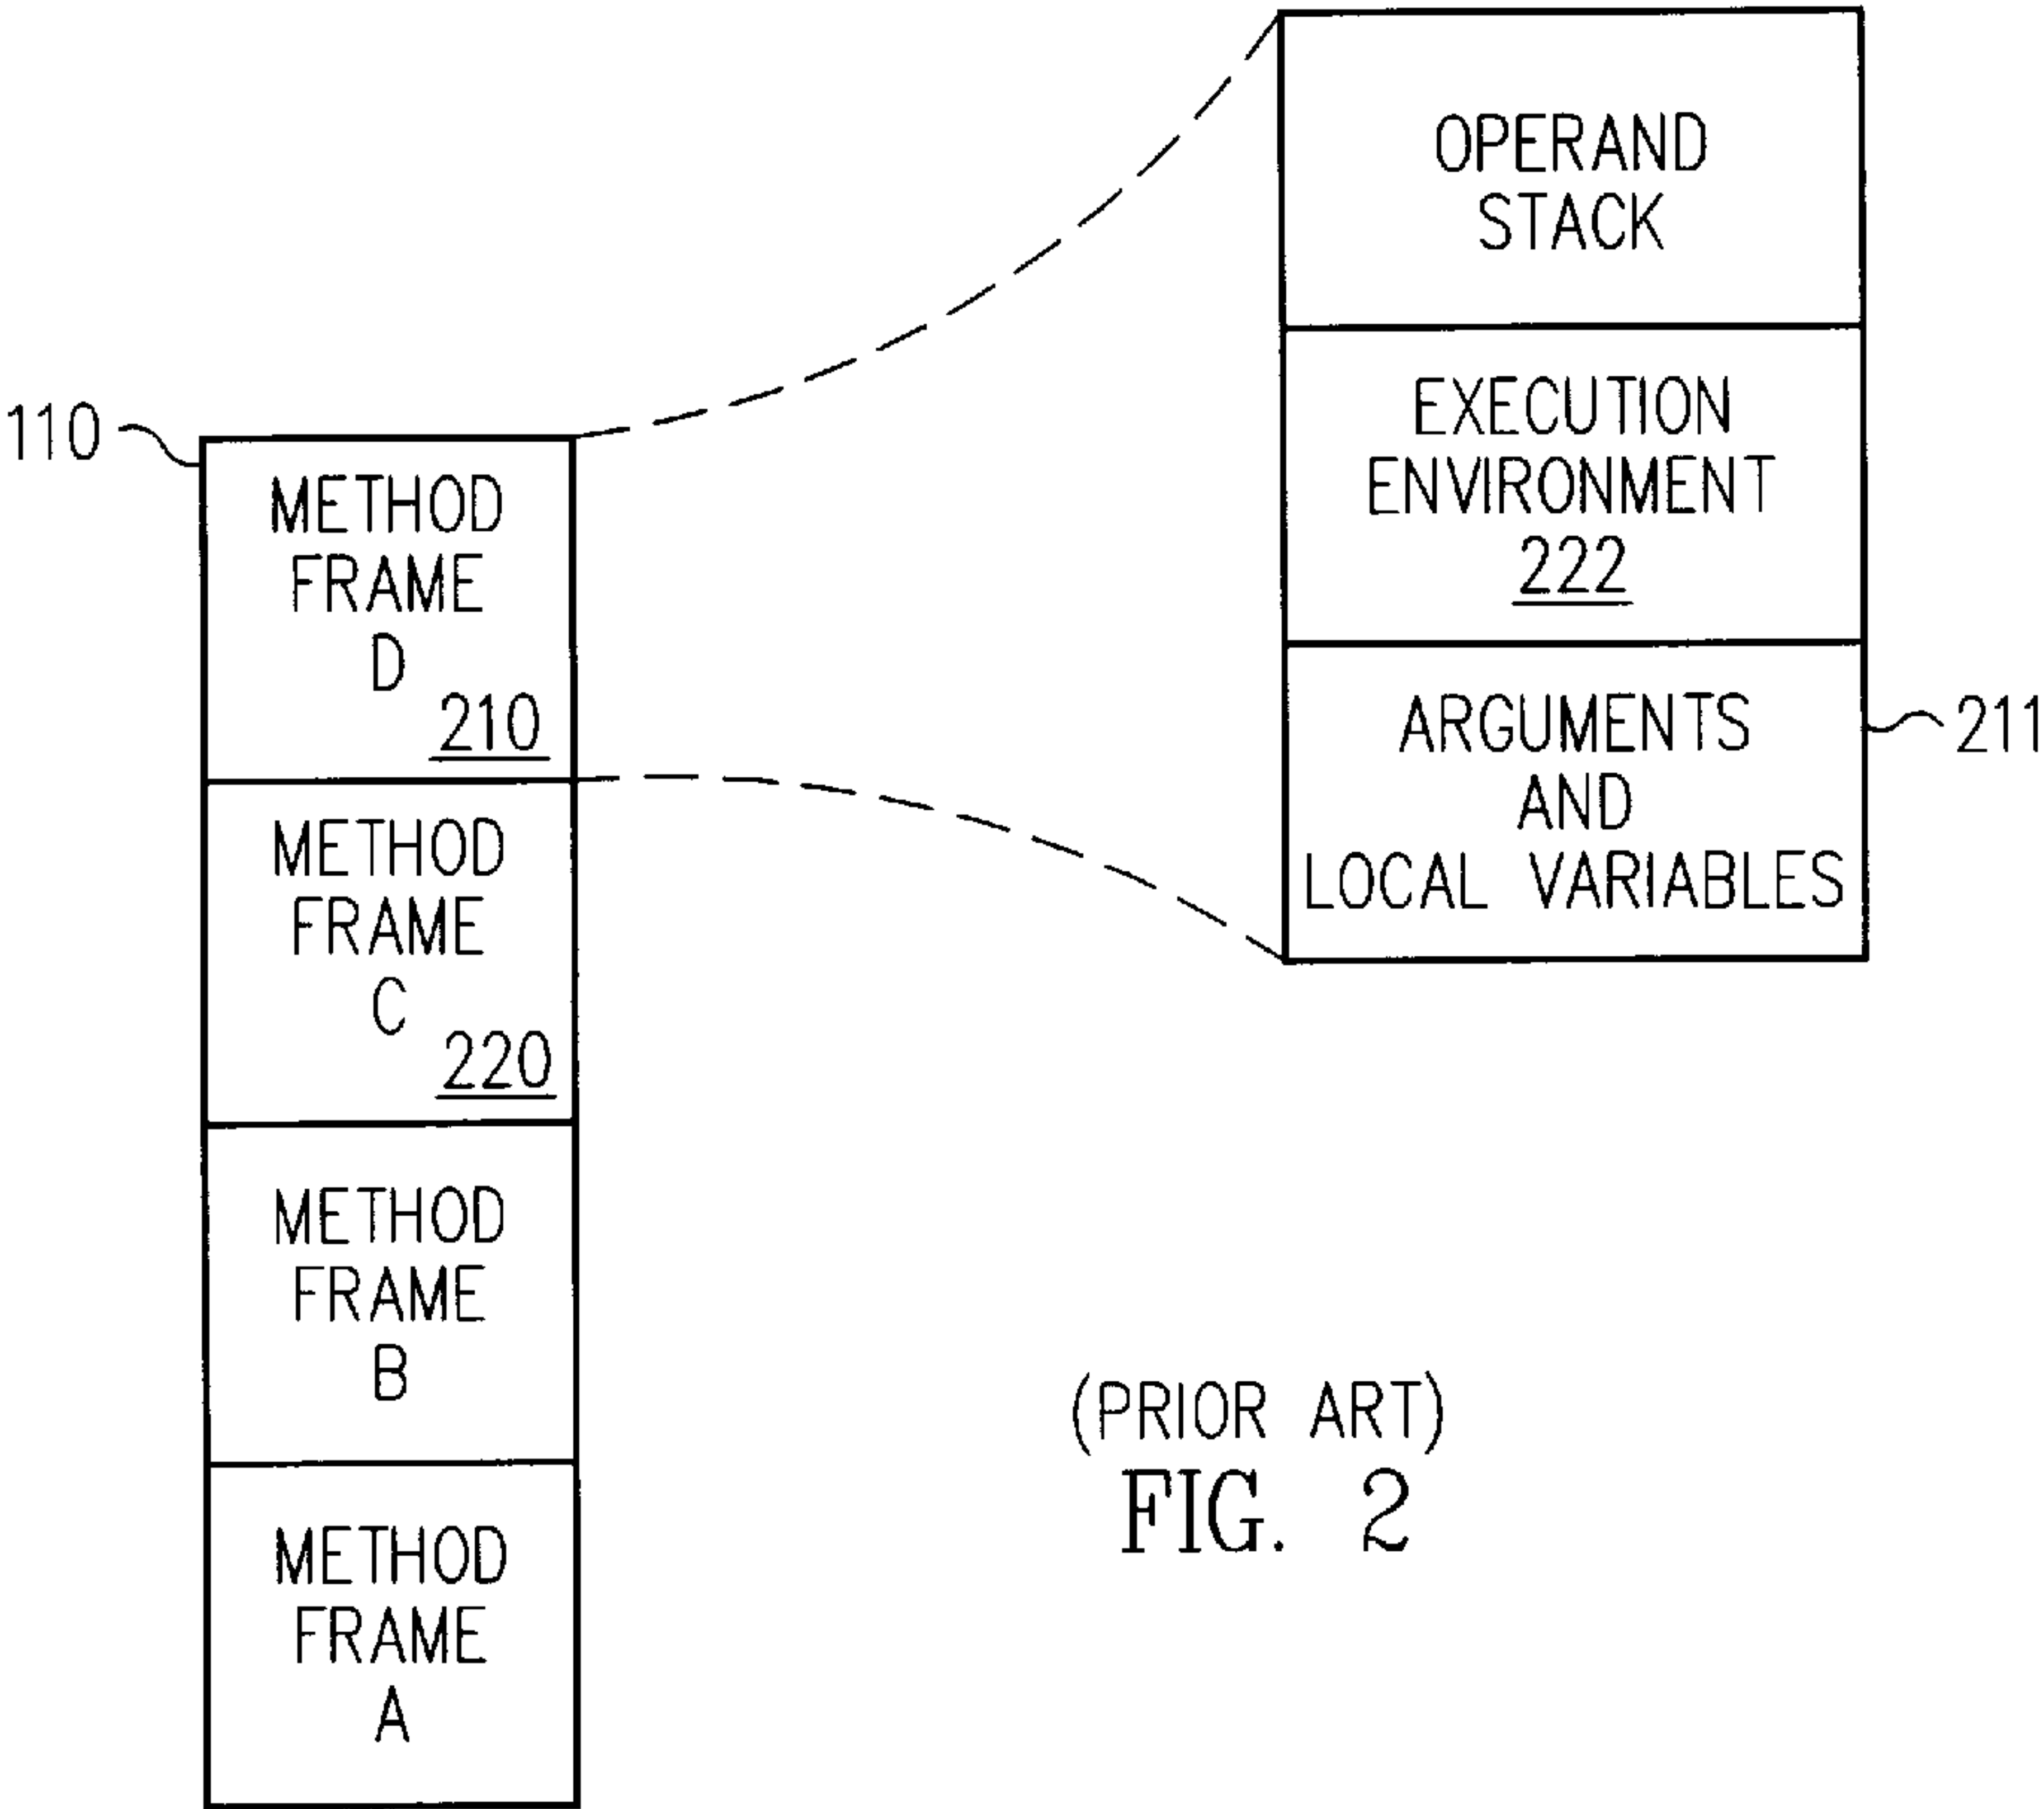 110
METHOD
FRAME
D
210
METHOD
FRAME
C
220
METHOD
FRAME
B
METHOD
FRAME
A
OPERAND
STACK
EXECUTION
ENVIRONMENT
222
ARGUMENTS
AND
LOCAL VARIABLES
211
(PRIOR ART)
FIG. 2